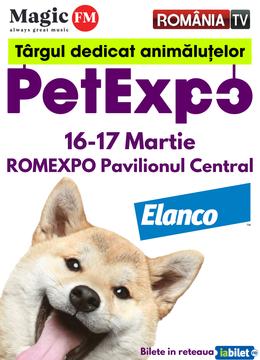 Magic FM
always great music
ROMÂNIA TV
Târgul dedicat animăluțelor
PetExpo
16-17 Martie
ROMEXPO Pavilionul Central
Elanco
™
Bilete in reteaua iabilet